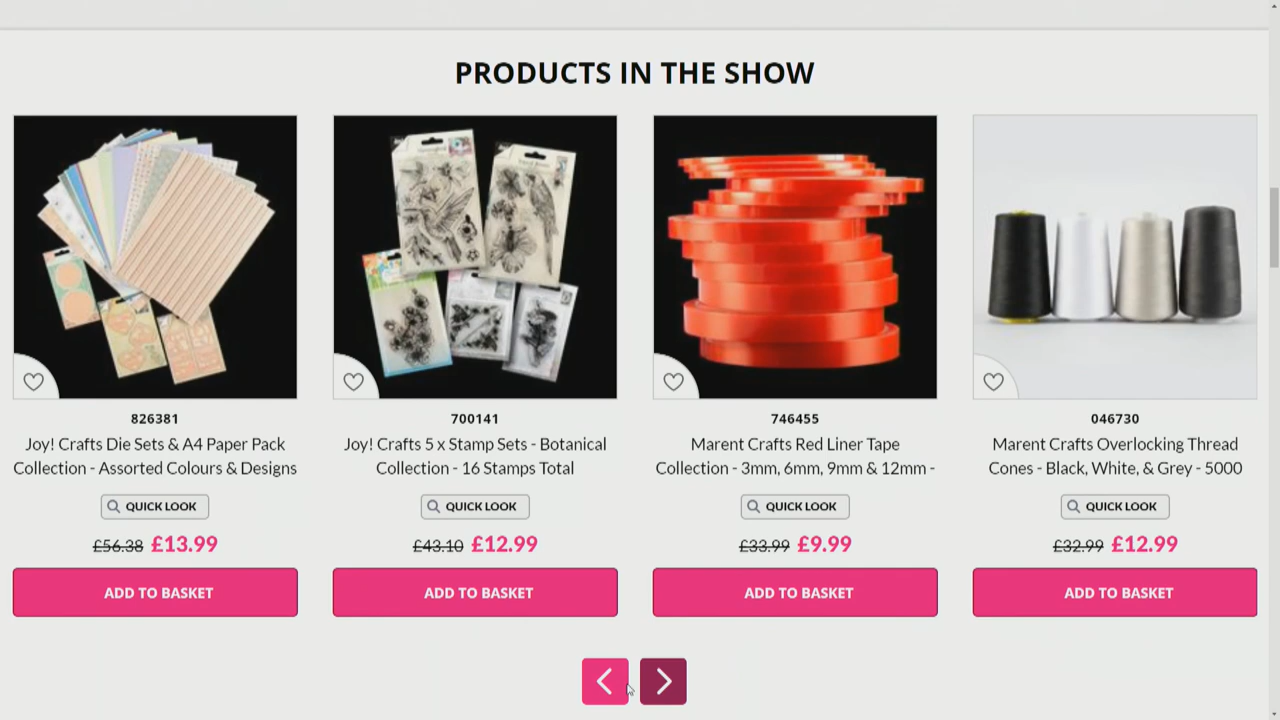 PRODUCTS IN THE SHOW
826381
Joy! Crafts Die Sets & A4 Paper Pack
Collection - Assorted Colours & Designs
QUICK LOOK
£56.38 £13.99
ADD TO BASKET
700141
Joy! Crafts 5 x Stamp Sets - Botanical
Collection - 16 Stamps Total
QUICK LOOK
£43.10 £12.99
ADD TO BASKET
746455
Marent Crafts Red Liner Tape
Collection - 3mm, 6mm, 9mm & 12mm -
QUICK LOOK
£33.99 £9.99
ADD TO BASKET
046730
Marent Crafts Overlocking Thread
Cones - Black, White, & Grey - 5000
QUICK LOOK
£32.99 £12.99
ADD TO BASKET